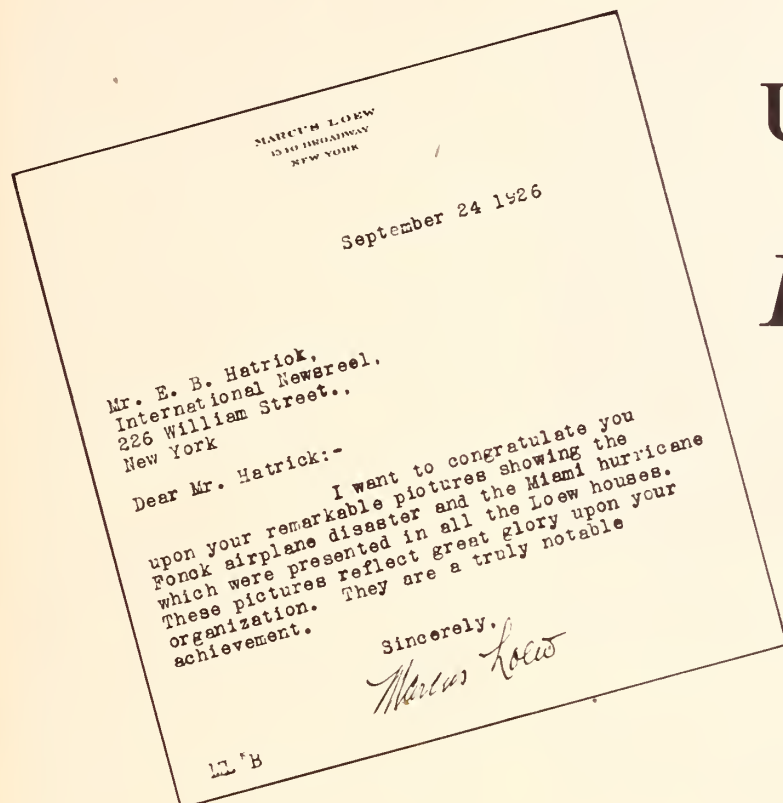 MARCUS LOEW
1540 BROADWAY
NEW YORK
September 24 1926
Mr. E. B. Hatrick,
International Newsreel,
226 William Street.,
New York
Dear Mr. Hatrick:-
I want to congratulate you
upon your remarkable pictures showing the
Fonck airplane disaster and the Miami hurricane
which were presented in all the Loew houses.
These pictures reflect great glory upon your
organization. They are a truly notable
achievement.
Sincerely,
Marcus Loew